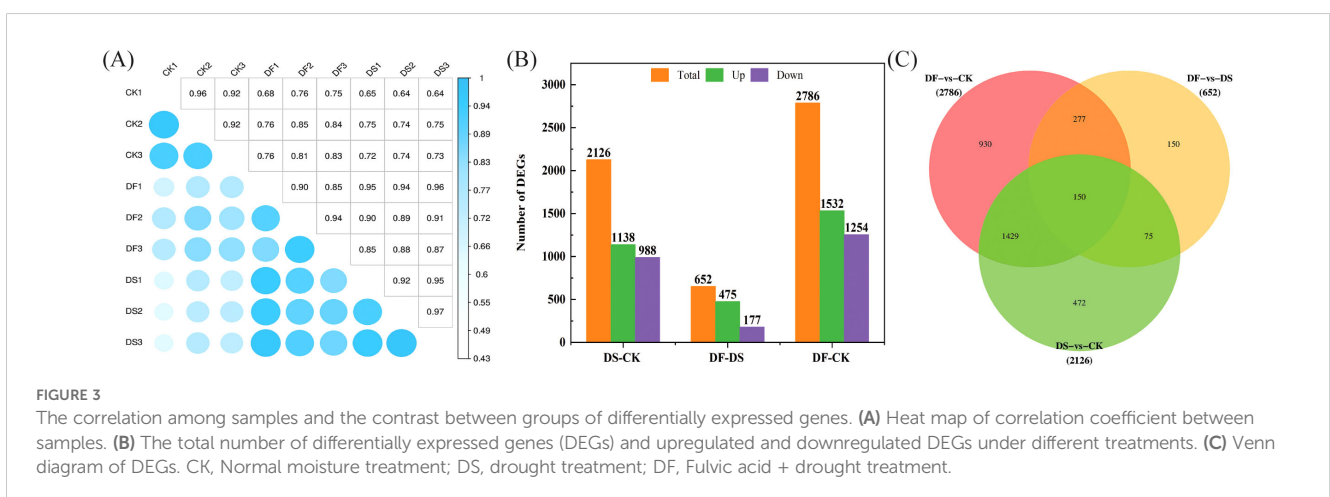 (A)
CK1 CK2 CK3 DF1 DF2 DF3 DS1 DS2 DS3
CK1 0.96 0.92 0.68 0.76 0.75 0.65 0.64 0.64
CK2 0.92 0.76 0.85 0.84 0.75 0.74 0.75
CK3 0.76 0.81 0.83 0.72 0.74 0.73
DF1 0.90 0.85 0.95 0.94 0.96
DF2 0.94 0.90 0.89 0.91
DF3 0.85 0.88 0.87
DS1 0.92 0.95
DS2 0.97
DS3
1
0.94
0.89
0.83
0.77
0.72
0.66
0.6
0.55
0.49
0.43
(B)
Total Up Down
Number of DEGs
3000
2500
2000
1500
1000
500
0
2126
1138
988
652
475
177
2786
1532
1254
DS-CK DF-DS DF-CK
(C)
DF-vs-CK
(2786)
DF-vs-DS
(652)
277
930
150
150
1429
75
472
DS-vs-CK
(2126)
FIGURE 3
The correlation among samples and the contrast between groups of differentially expressed genes. (A) Heat map of correlation coefficient between
samples. (B) The total number of differentially expressed genes (DEGs) and upregulated and downregulated DEGs under different treatments. (C) Venn
diagram of DEGs. CK, Normal moisture treatment; DS, drought treatment; DF, Fulvic acid + drought treatment.